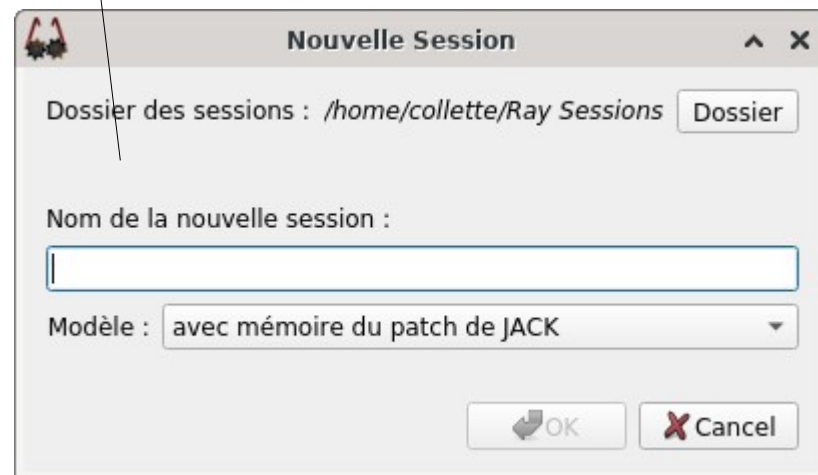 Nouvelle Session
Dossier des sessions : /home/collette/Ray Sessions Dossier
Nom de la nouvelle session :
Modèle : avec mémoire du patch de JACK
OK Cancel